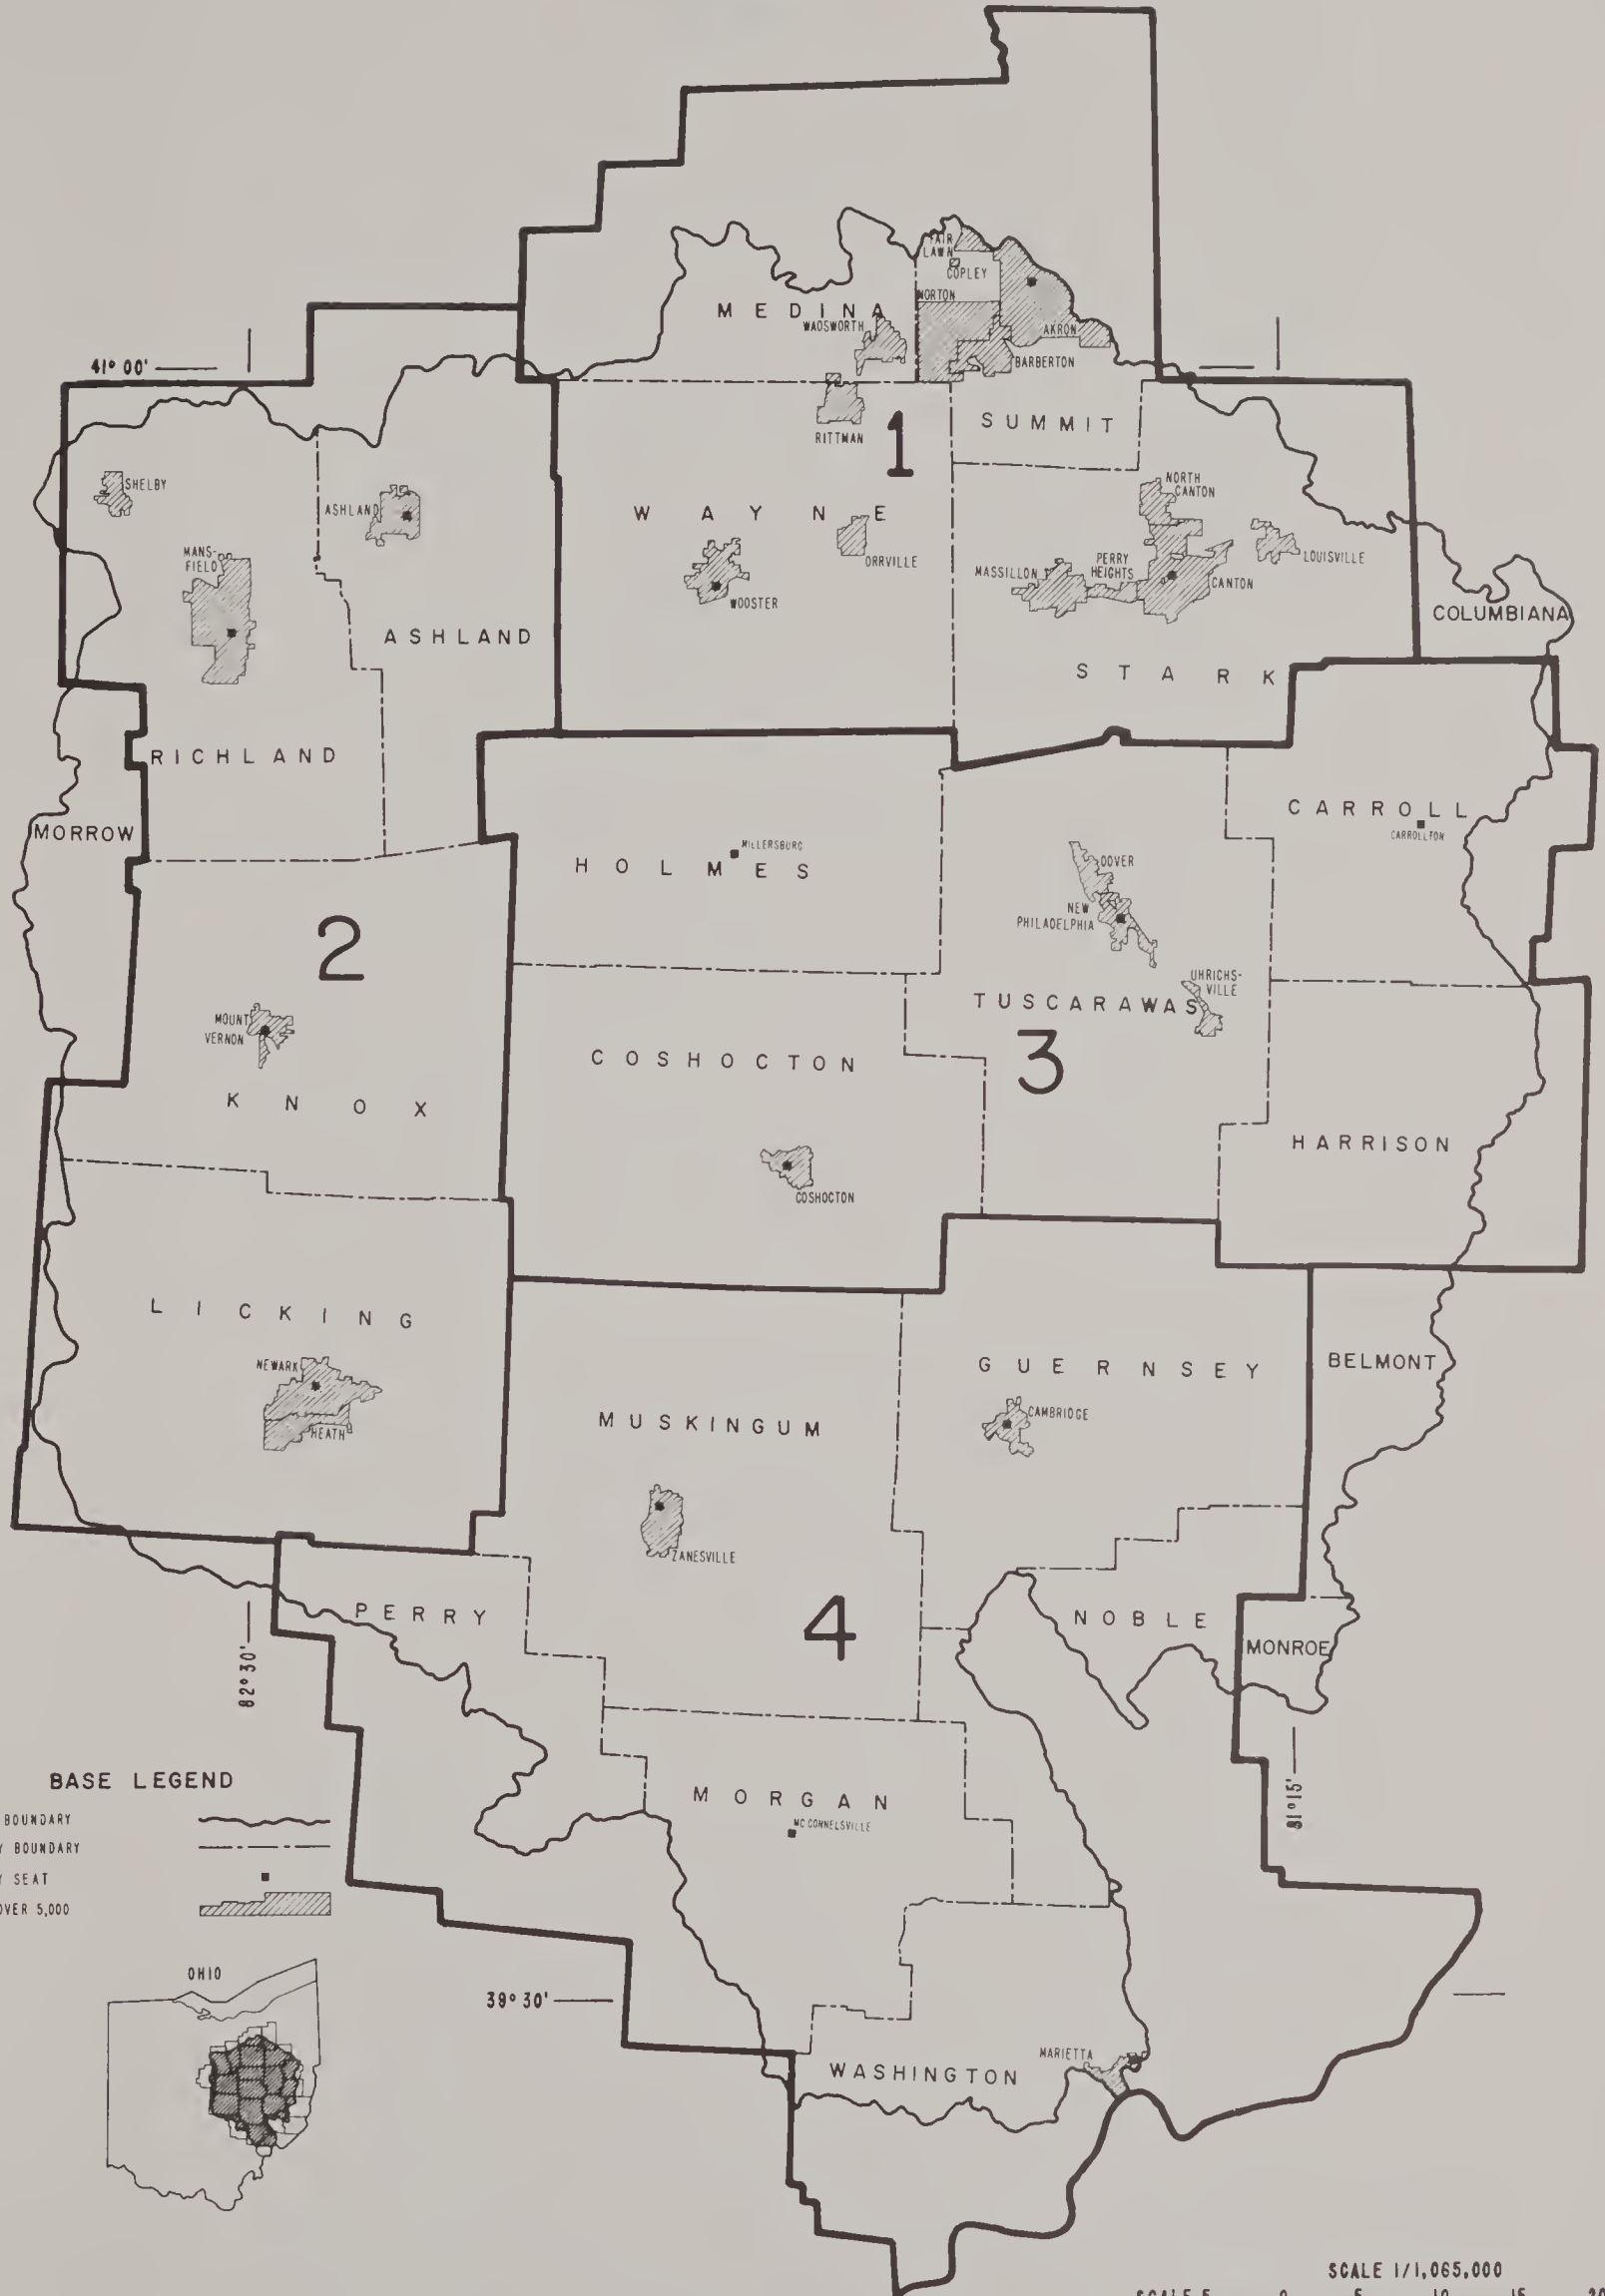 FAIR
LAWN
COPLEY
NORTON
MEDINA
WADSWORTH
AKRON
BARBERTON
41° 00'
SUMMIT
RITTMAN
1
SHELBY
ASHLAND
NORTH
CANTON
WAYNE
ORRVILLE
LOUISVILLE
MANS-
FIELD
MASSILLON
PERRY
HEIGHTS
CANTON
WOOSTER
COLUMBIANA
ASHLAND
STARK
RICHLAND
CARROLL
CARROLLTON
MORROW
MILLERSBURG
HOLMES
DOVER
NEW
PHILADELPHIA
2
UHRICHS-
VILLE
TUSCARAWAS
MOUNT
VERNON
COSHOCTON
3
KNOX
HARRISON
COSHOCTON
LICKING
NEWARK
HEATH
GUERNSEY
BELMONT
MUSKINGUM
CAMBRIDGE
ZANESVILLE
PERRY
4
NOBLE
MONROE
82° 30'
81° 15'
BASE LEGEND
BOUNDARY
Y BOUNDARY
Y SEAT
OVER 5,000
MORGAN
MC CONNELSVILLE
OHIO
39° 30'
MARIETTA
WASHINGTON
SCALE 1/1,065,000
SCALE 5 0 5 10 15 20